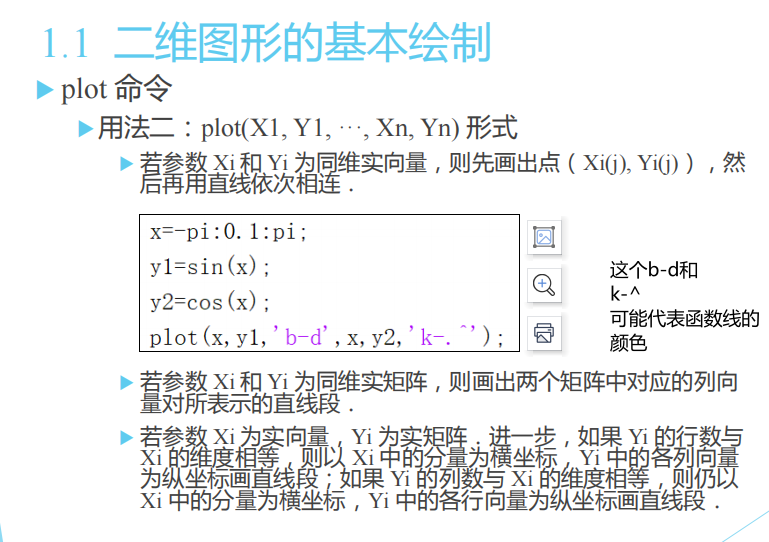 1.1 二维图形的基本绘制
plot 命令
用法二：plot(X1, Y1, ···, Xn, Yn) 形式
若参数 Xi 和 Yi 为同维实向量，则先画出点（ Xi(j), Yi(j)），然
后再用直线依次相连．
x=-pi:0.1:pi;
y1=sin(x);
y2=cos(x);
plot(x,y1,'b-d',x,y2,'k-.^');
这个b-d和
k-^
可能代表函数线的
颜色
若参数 Xi 和 Yi 为同维实矩阵，则画出两个矩阵中对应的列向
量对所表示的直线段．
若参数 Xi 为实向量，Yi 为实矩阵．进一步，如果 Yi 的行数与
Xi 的维度相等，则以 Xi 中的分量为横坐标，Yi 中的各列向量
为纵坐标画直线段；如果 Yi 的列数与 Xi 的维度相等，则仍以
Xi 中的分量为横坐标，Yi 中的各行向量为纵坐标画直线段．